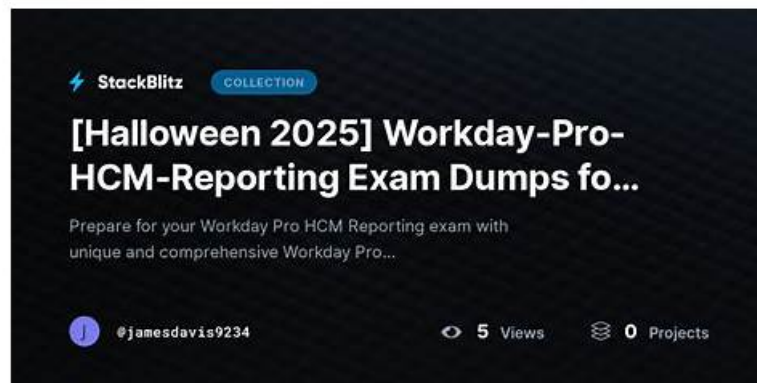 StackBlitz COLLECTION
[Halloween 2025] Workday-Pro-
HCM-Reporting Exam Dumps fo...
Prepare for your Workday Pro HCM Reporting exam with
unique and comprehensive Workday Pro...
J @jamesdavis9234 5 Views 0 Projects